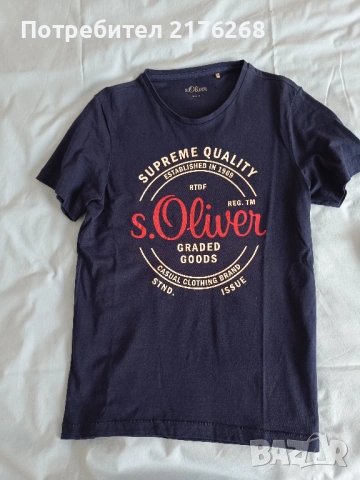 Потребител 2176268
s.Oliver
SUPREME QUALITY
ESTABLISHED IN 1969
RTDF
REG. TM
s.Oliver
GRADED
GOODS
CASUAL CLOTHING BRAND
STND.
ISSUE
BAZAR